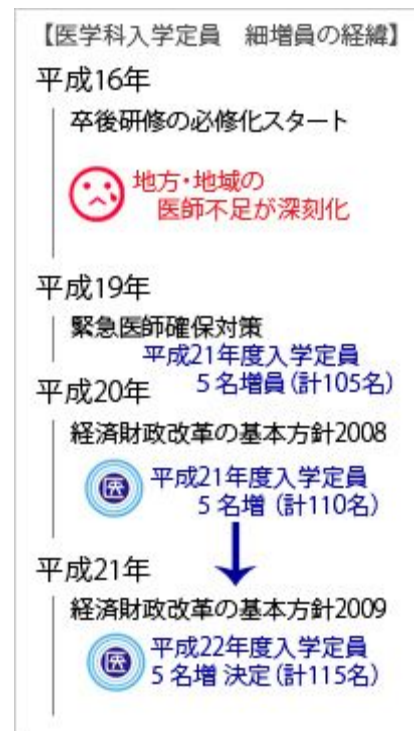 【医学科入学定員　細増員の経緯】
平成16年
卒後研修の必修化スタート
地方・地域の
医師不足が深刻化
平成19年
緊急医師確保対策
平成21年度入学定員
5名増員(計105名)
平成20年
経済財政改革の基本方針2008
医
平成21年度入学定員
5名増(計110名)
平成21年
経済財政改革の基本方針2009
医
平成22年度入学定員
5名増 決定(計115名)